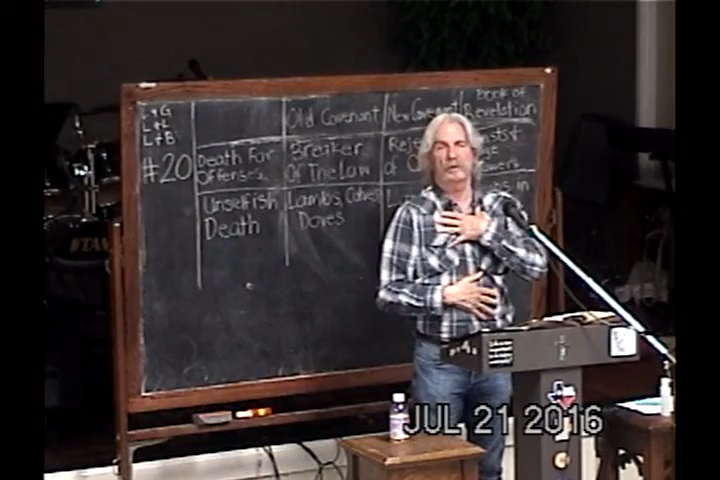 L+G
L+L
L+B
#20
Old Covenant
New Covenant
Book of
Revelation
Death For
Offenses
Breaker
Of The Law
Unselfish
Death
Lambs, Calves
Doves
in
JUL 21 2016